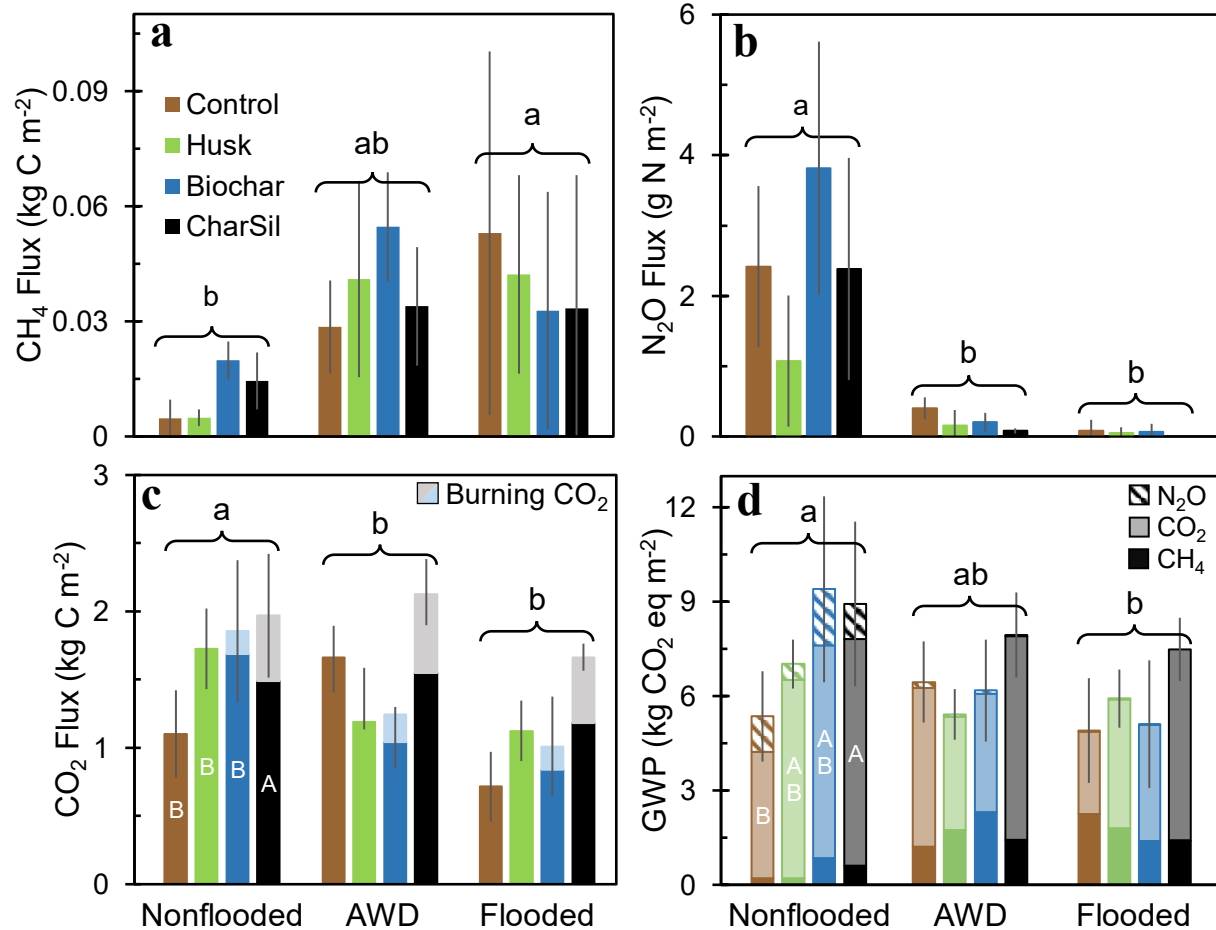 a
CH₄ Flux (kg C m⁻²)
0.09
0.06
0.03
0
Control
Husk
Biochar
CharSil
b
ab
a
b
N₂O Flux (g N m⁻²)
6
4
2
0
a
b
b
c
CO₂ Flux (kg C m⁻²)
3
2
1
0
Burning CO₂
a
b
b
B
B
B
A
Nonflooded
AWD
Flooded
d
GWP (kg CO₂ eq m⁻²)
12
9
6
3
0
N₂O
CO₂
CH₄
a
ab
b
B
A
B
A
B
A
Nonflooded
AWD
Flooded